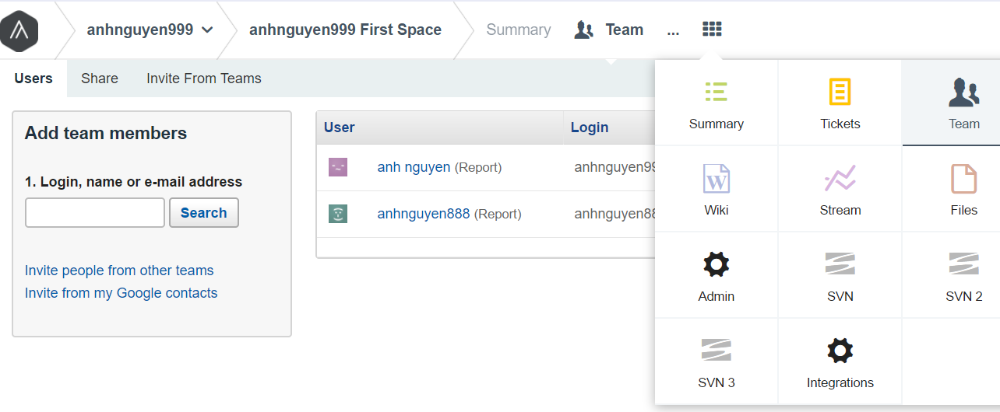 anhnguyen999
anhnguyen999 First Space
Summary
Team
...
Users
Share
Invite From Teams
Add team members
1. Login, name or e-mail address
Search
Invite people from other teams
Invite from my Google contacts
User
Login
anh nguyen (Report)
anhnguyen888 (Report)
Summary
Tickets
Team
Wiki
Stream
Files
Admin
SVN
SVN 2
SVN 3
Integrations